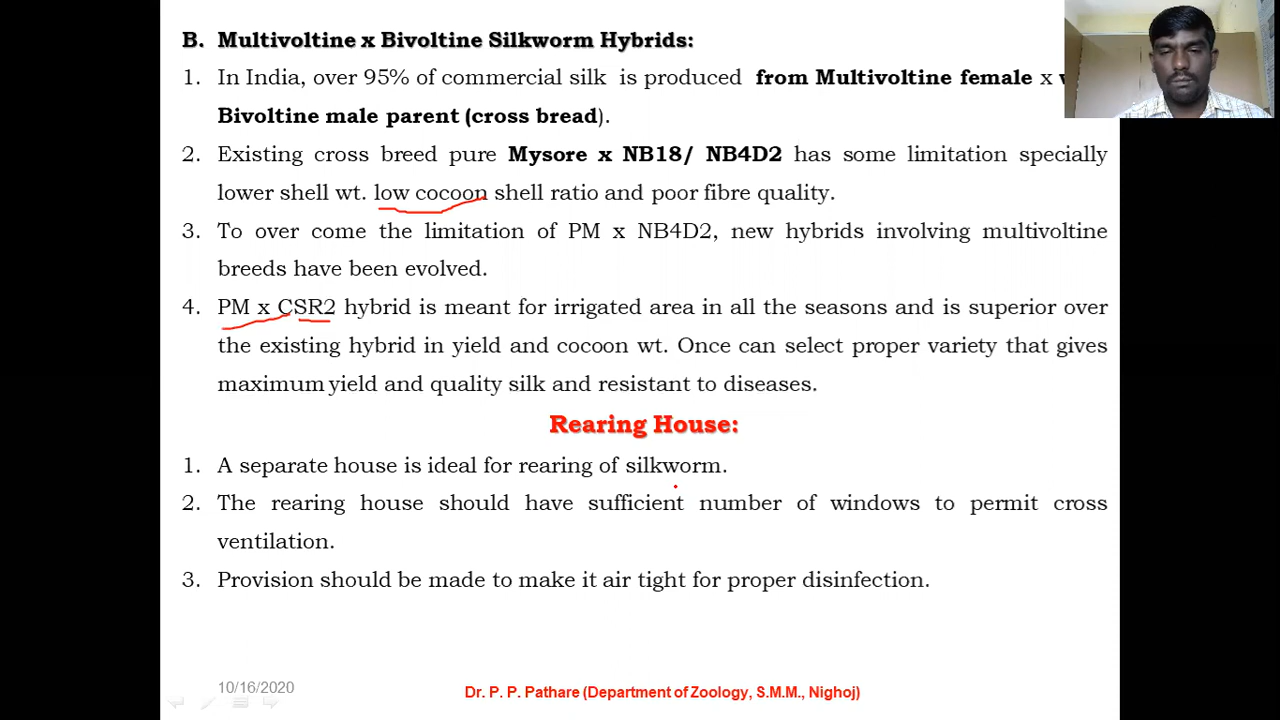 B. Multivoltine x Bivoltine Silkworm Hybrids:
1. In India, over 95% of commercial silk is produced from Multivoltine female x
Bivoltine male parent (cross bread).
2. Existing cross breed pure Mysore x NB18/ NB4D2 has some limitation specially
lower shell wt. low cocoon shell ratio and poor fibre quality.
3. To over come the limitation of PM x NB4D2, new hybrids involving multivoltine
breeds have been evolved.
4. PM x CSR2 hybrid is meant for irrigated area in all the seasons and is superior over
the existing hybrid in yield and cocoon wt. Once can select proper variety that gives
maximum yield and quality silk and resistant to diseases.
Rearing House:
1. A separate house is ideal for rearing of silkworm.
2. The rearing house should have sufficient number of windows to permit cross
ventilation.
3. Provision should be made to make it air tight for proper disinfection.
10/16/2020
Dr. P. P. Pathare (Department of Zoology, S.M.M., Nighoj)